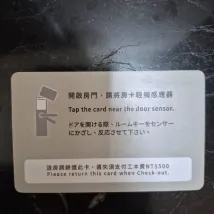 開啟房門，請將房卡輕觸感應器
Tap the card near the door sensor.
ドアを開ける際、ルームキーをセンサー
にかざし、反応させて下さい。
退房請歸還此卡，遺失須支付工本費NT$500
Please return this card when Check-out.